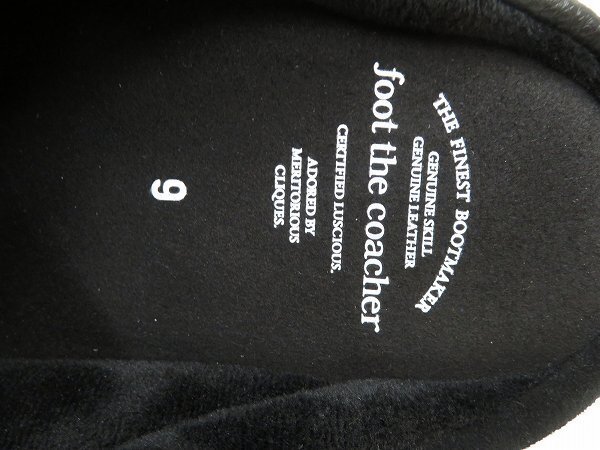 THE FINEST BOOTMAKER
GENUINE SKILL
GENUINE LEATHER
foot the coacher
CERTIFIED LUSCIOUS.
ADORED BY
MERITORIOUS
CLIQUES.
9